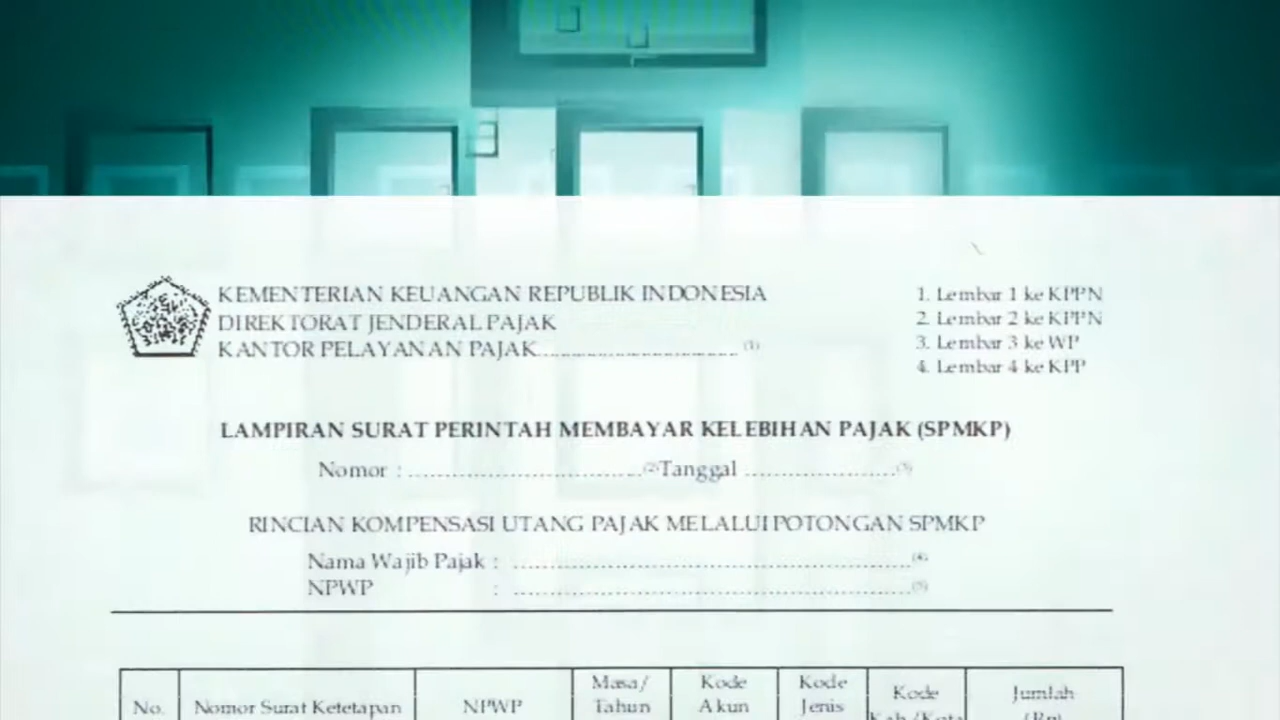 KEMENTERIAN KEUANGAN REPUBLIK INDONESIA
DIREKTORAT JENDERAL PAJAK
KANTOR PELAYANAN PAJAK.................................... (1)
1. Lembar 1 ke KPPN
2. Lembar 2 ke KPPN
3. Lembar 3 ke WP
4. Lembar 4 ke KPP
LAMPIRAN SURAT PERINTAH MEMBAYAR KELEBIHAN PAJAK (SPMKP)
Nomor : ....................................(2) Tanggal .......................(3)
RINCIAN KOMPENSASI UTANG PAJAK MELALUI POTONGAN SPMKP
Nama Wajib Pajak : ............................................................(4)
NPWP : ............................................................(5)
No. Nomor Surat Ketetapan NPWP Masa/ Tahun Kode Akun Kode Jenis Kode Kab./Kota Jumlah (Rp)